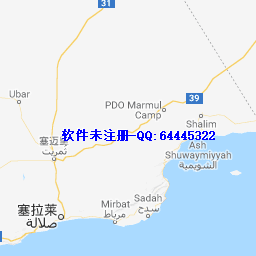 31
Ubar
PDO Marmul
Camp
39
Shalim
软件未注册-QQ:64445322
塞迈
ثمريت
Ash
Shuwaymiyyah
الشويمية
Sadah
سدح
Mirbat
مرباط
塞拉莱
صلالة